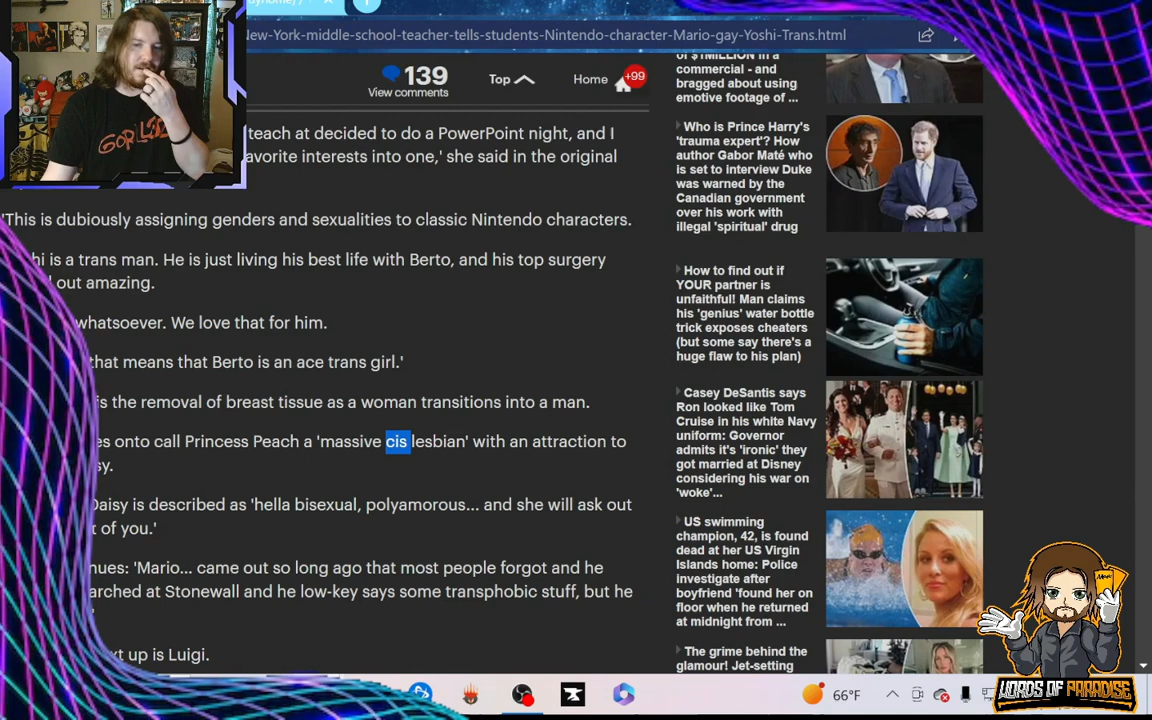 New-York-middle-school-teacher-tells-students-Nintendo-character-Mario-gay-Yoshi-Trans.html
139
View comments
Top
Home
+99
teach at decided to do a PowerPoint night, and I
avorite interests into one,' she said in the original
'This is dubiously assigning genders and sexualities to classic Nintendo characters.
hi is a trans man. He is just living his best life with Berto, and his top surgery
out amazing.
whatsoever. We love that for him.
that means that Berto is an ace trans girl.'
is the removal of breast tissue as a woman transitions into a man.
es onto call Princess Peach a 'massive cis lesbian' with an attraction to
sy.
Daisy is described as 'hella bisexual, polyamorous... and she will ask out
t of you.'
nues: 'Mario... came out so long ago that most people forgot and he
arched at Stonewall and he low-key says some transphobic stuff, but he
xt up is Luigi.
of $1MILLION in a
commercial - and
bragged about using
emotive footage of ...
Who is Prince Harry's
'trauma expert'? How
author Gabor Maté who
is set to interview Duke
was warned by the
Canadian government
over his work with
illegal 'spiritual' drug
How to find out if
YOUR partner is
unfaithful! Man claims
his 'genius' water bottle
trick exposes cheaters
(but some say there's a
huge flaw to his plan)
Casey DeSantis says
Ron looked like Tom
Cruise in his white Navy
uniform: Governor
admits it's 'ironic' they
got married at Disney
considering his war on
'woke'...
US swimming
champion, 42, is found
dead at her US Virgin
Islands home: Police
investigate after
boyfriend 'found her on
floor when he returned
at midnight from ...
The grime behind the
glamour! Jet-setting
66°F
WORDS OF PARADISE